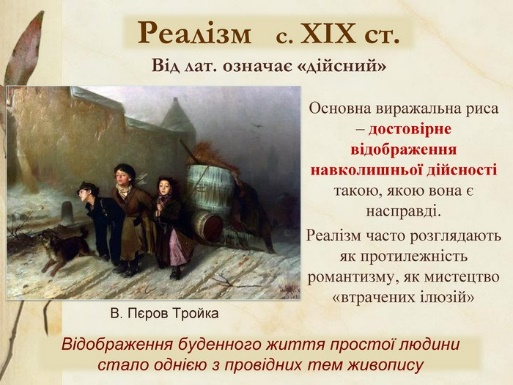 Реалізм с. XIX ст.
Від лат. означає «дійсний»
Основна виражальна риса
– достовірне
відображення
навколишньої дійсності
такою, якою вона є
насправді.
Реалізм часто розглядають
як протилежність
романтизму, як мистецтво
«втрачених ілюзій»
В. Пєров Тройка
Відображення буденного життя простої людини
стало однією з провідних тем живопису